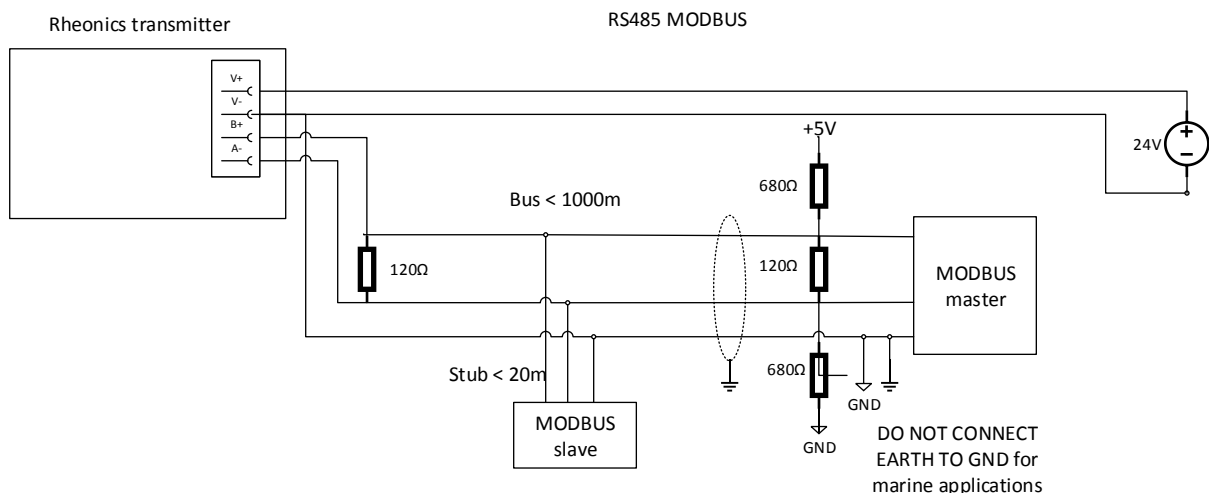 RS485 MODBUS
Rheonics transmitter
V+
V-
B+
A-
+5V
24V
680Ω
Bus < 1000m
120Ω
120Ω
MODBUS
master
Stub < 20m
680Ω
GND
MODBUS
slave
GND
DO NOT CONNECT
EARTH TO GND for
marine applications